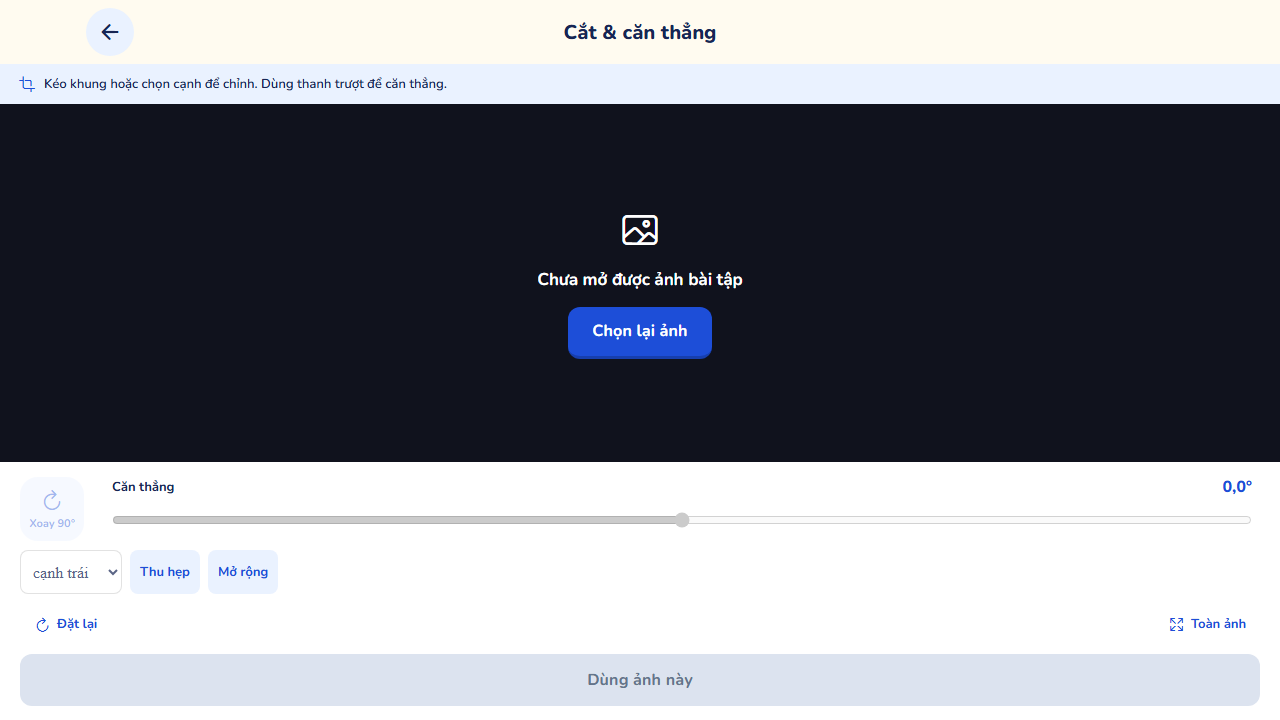 Cắt & căn thẳng
Kéo khung hoặc chọn cạnh để chỉnh. Dùng thanh trượt để căn thẳng.
Chưa mở được ảnh bài tập
Chọn lại ảnh
Căn thẳng
0,0°
Xoay 90°
cạnh trái
Thu hẹp
Mở rộng
Đặt lại
Toàn ảnh
Dùng ảnh này